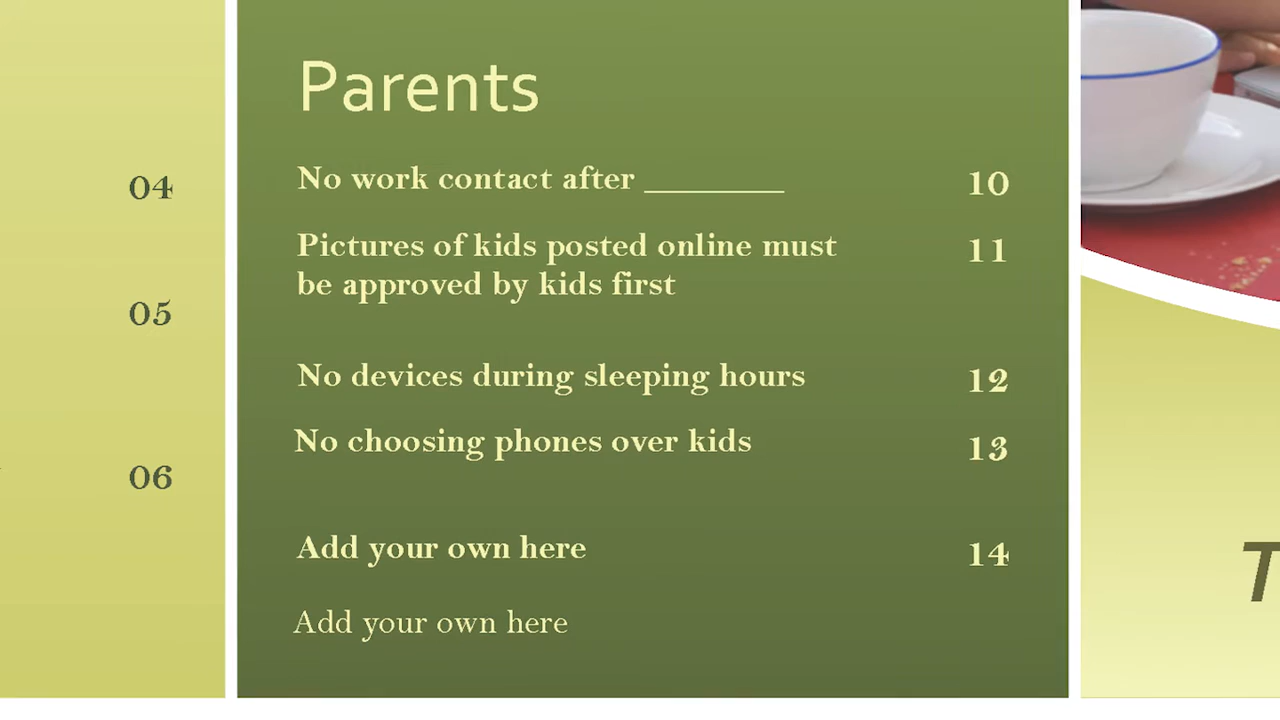 04
05
06
Parents
No work contact after ________ 10
Pictures of kids posted online must 11
be approved by kids first
No devices during sleeping hours 12
No choosing phones over kids 13
Add your own here 14
Add your own here
T